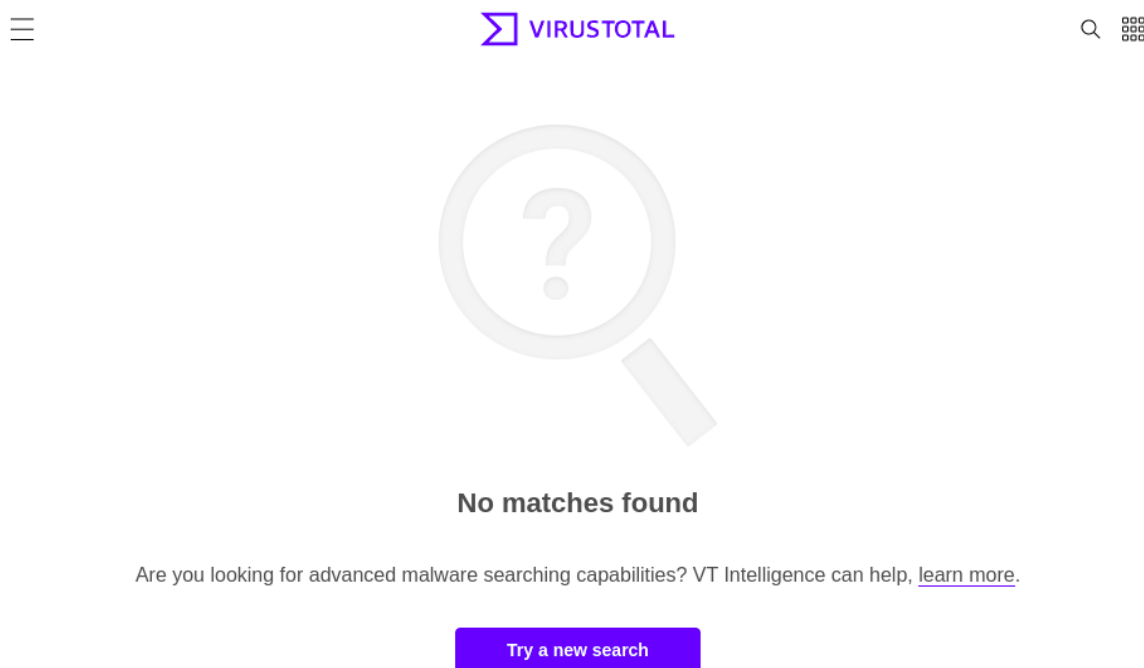 VIRUSTOTAL
?
No matches found
Are you looking for advanced malware searching capabilities? VT Intelligence can help, learn more.
Try a new search